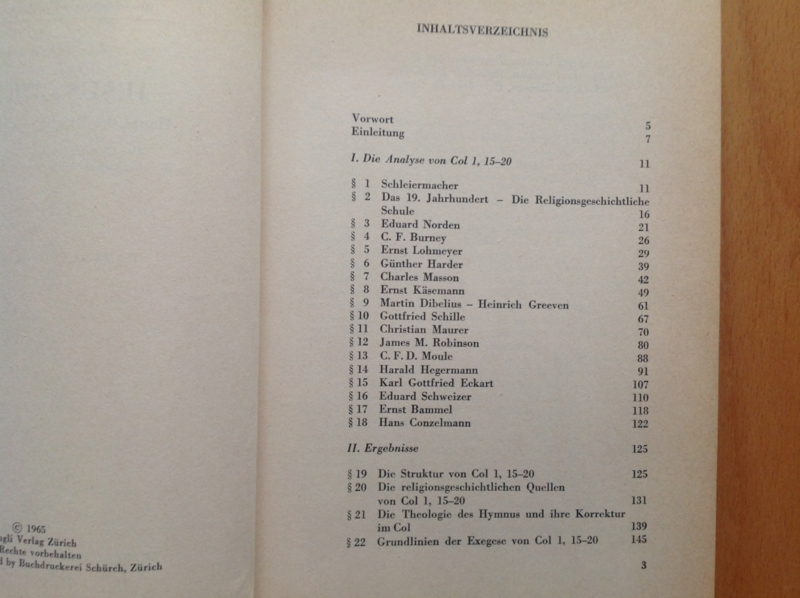 © 1965
Verlag Zürich
Rechte vorbehalten
by Buchdruckerei Schürch, Zürich
INHALTSVERZEICHNIS
Vorwort 5
Einleitung 7
I. Die Analyse von Col 1, 15–20 11
§ 1 Schleiermacher 11
§ 2 Das 19. Jahrhundert – Die Religionsgeschichtliche
Schule 16
§ 3 Eduard Norden 21
§ 4 C. F. Burney 26
§ 5 Ernst Lohmeyer 29
§ 6 Günther Harder 39
§ 7 Charles Masson 42
§ 8 Ernst Käsemann 49
§ 9 Martin Dibelius – Heinrich Greeven 61
§ 10 Gottfried Schille 67
§ 11 Christian Maurer 70
§ 12 James M. Robinson 80
§ 13 C. F. D. Moule 88
§ 14 Harald Hegermann 91
§ 15 Karl Gottfried Eckart 107
§ 16 Eduard Schweizer 110
§ 17 Ernst Bammel 118
§ 18 Hans Conzelmann 122
II. Ergebnisse 125
§ 19 Die Struktur von Col 1, 15–20 125
§ 20 Die religionsgeschichtlichen Quellen
von Col 1, 15–20 131
§ 21 Die Theologie des Hymnus und ihre Korrektur
im Col 139
§ 22 Grundlinien der Exegese von Col 1, 15–20 145
3